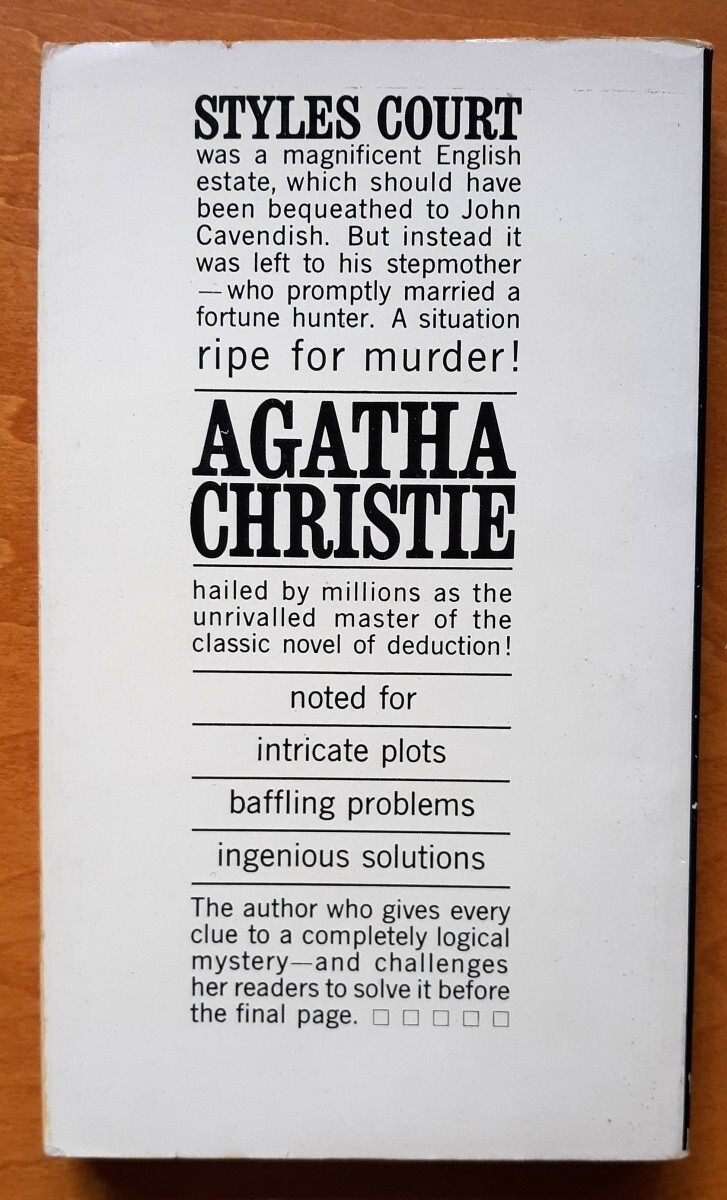 STYLES COURT
was a magnificent English
estate, which should have
been bequeathed to John
Cavendish. But instead it
was left to his stepmother
—who promptly married a
fortune hunter. A situation
ripe for murder!
AGATHA
CHRISTIE
hailed by millions as the
unrivalled master of the
classic novel of deduction!
noted for
intricate plots
baffling problems
ingenious solutions
The author who gives every
clue to a completely logical
mystery—and challenges
her readers to solve it before
the final page. □ □ □ □ □